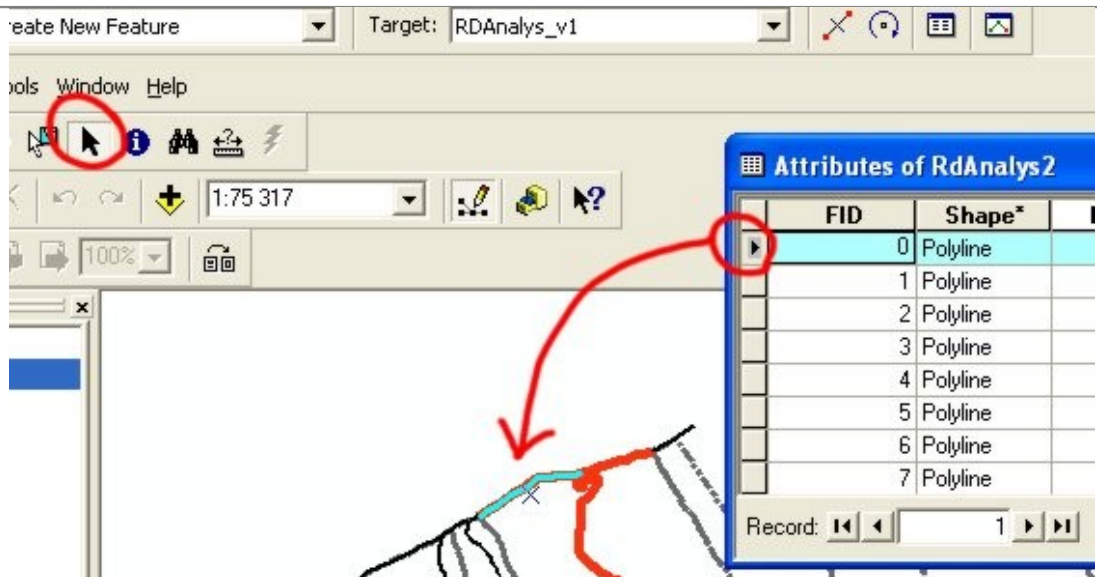 reate New Feature Target: RDAnalys_v1
ools Window Help
1:75 317
100%
Attributes of RdAnalys2
FID Shape*
0 Polyline
1 Polyline
2 Polyline
3 Polyline
4 Polyline
5 Polyline
6 Polyline
7 Polyline
Record: 1